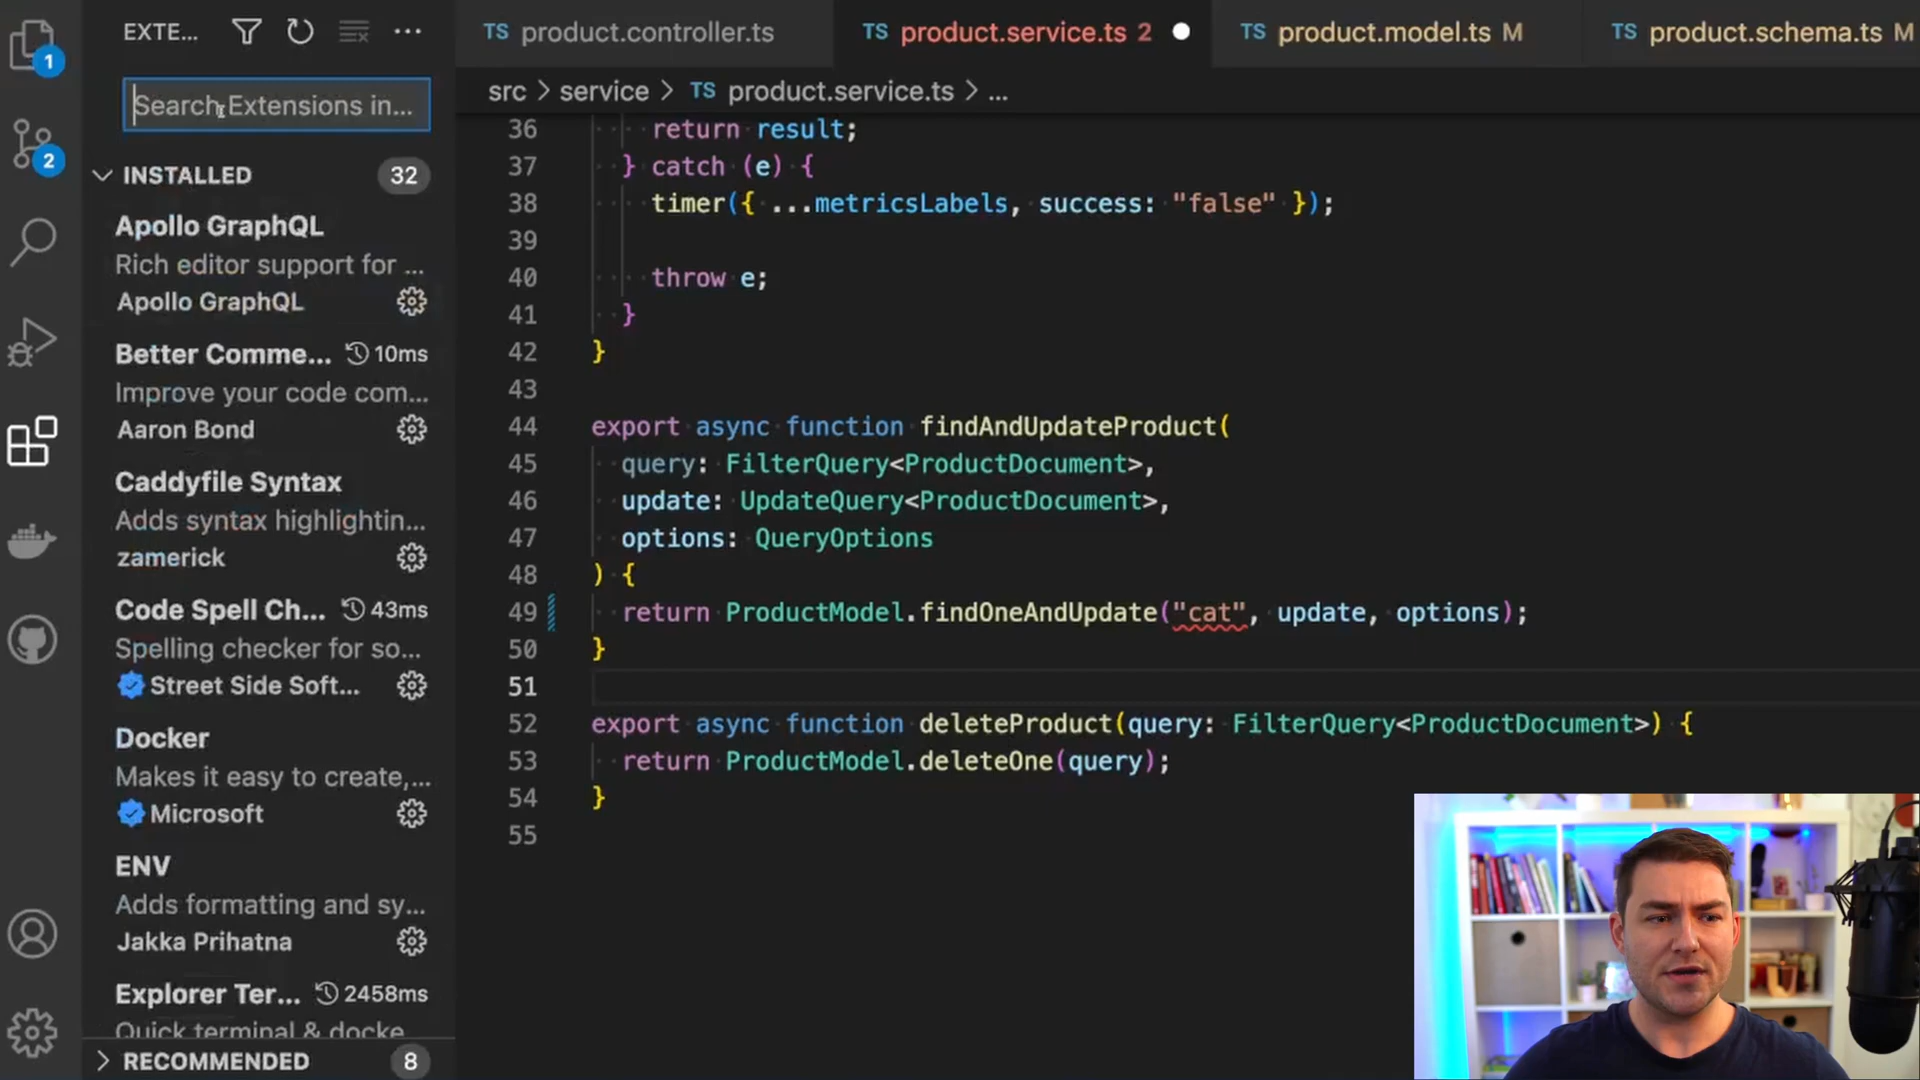 EXTE...
Search Extensions in...
INSTALLED 32
Apollo GraphQL
Rich editor support for ...
Apollo GraphQL
Better Comme... 10ms
Improve your code com...
Aaron Bond
Caddyfile Syntax
Adds syntax highlightin...
zamerick
Code Spell Ch... 43ms
Spelling checker for so...
Street Side Soft...
Docker
Makes it easy to create,...
Microsoft
ENV
Adds formatting and sy...
Jakka Prihatna
Explorer Ter... 2458ms
Quick terminal & docke
RECOMMENDED 8
1
2
TS product.controller.ts
TS product.service.ts 2
TS product.model.ts M
TS product.schema.ts M
src > service > TS product.service.ts > ...
36 return result;
37 } catch (e) {
38 timer({ ...metricsLabels, success: "false" });
39
40 throw e;
41 }
42 }
43
44 export async function findAndUpdateProduct(
45 query: FilterQuery<ProductDocument>,
46 update: UpdateQuery<ProductDocument>,
47 options: QueryOptions
48 ) {
49 return ProductModel.findOneAndUpdate("cat", update, options);
50 }
51
52 export async function deleteProduct(query: FilterQuery<ProductDocument>) {
53 return ProductModel.deleteOne(query);
54 }
55